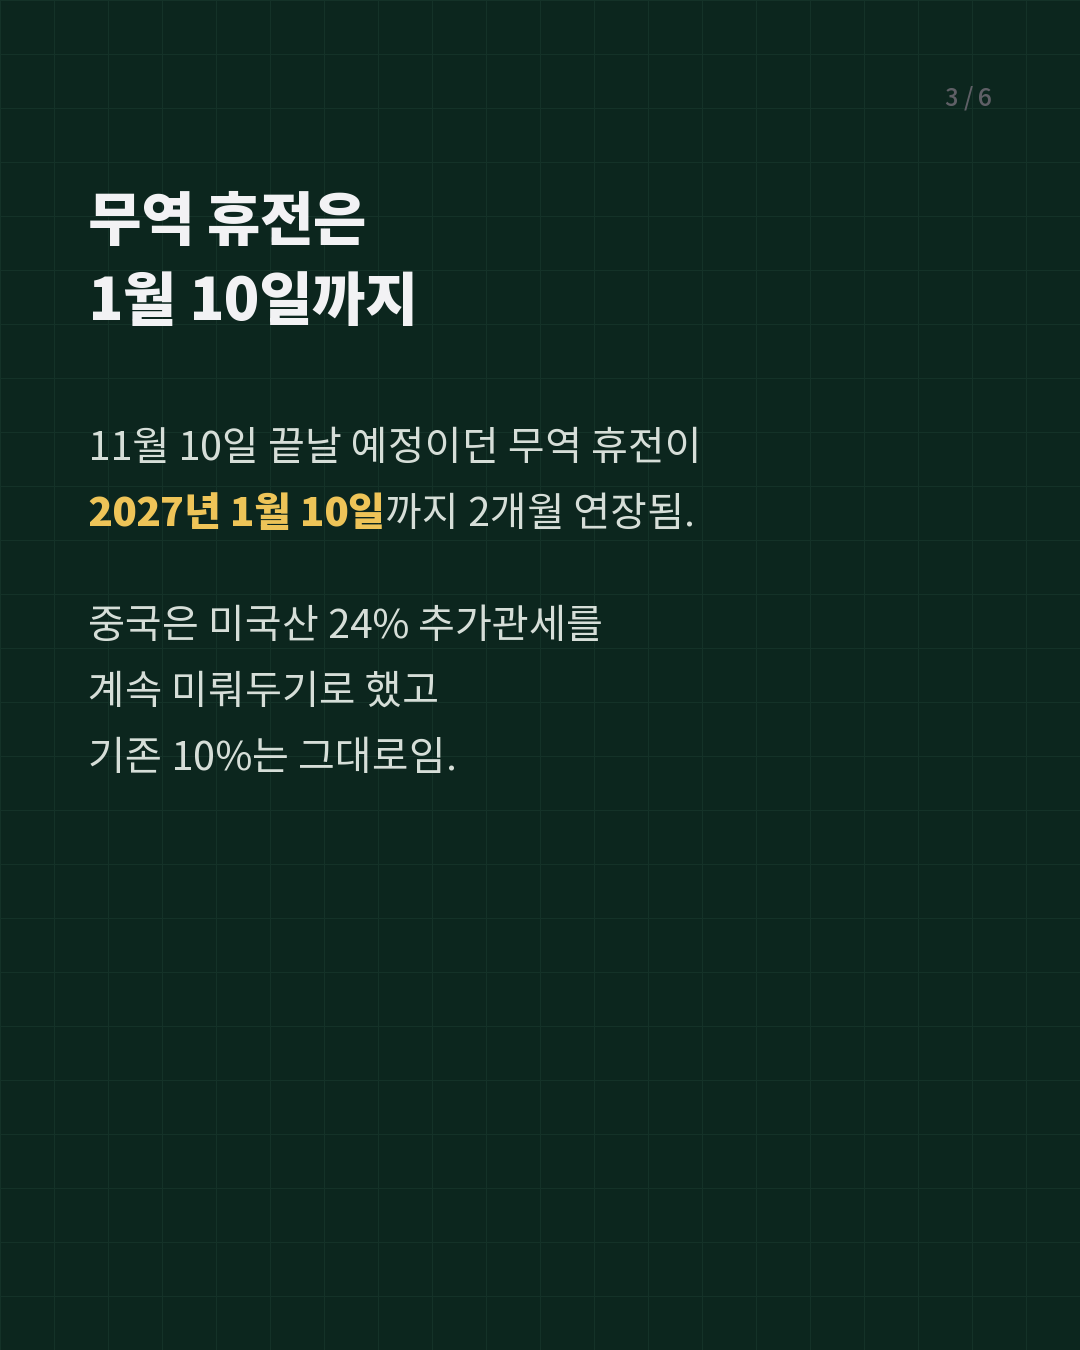 3 / 6
무역 휴전은
1월 10일까지
11월 10일 끝날 예정이던 무역 휴전이
2027년 1월 10일까지 2개월 연장됨.
중국은 미국산 24% 추가관세를
계속 미뤄두기로 했고
기존 10%는 그대로임.